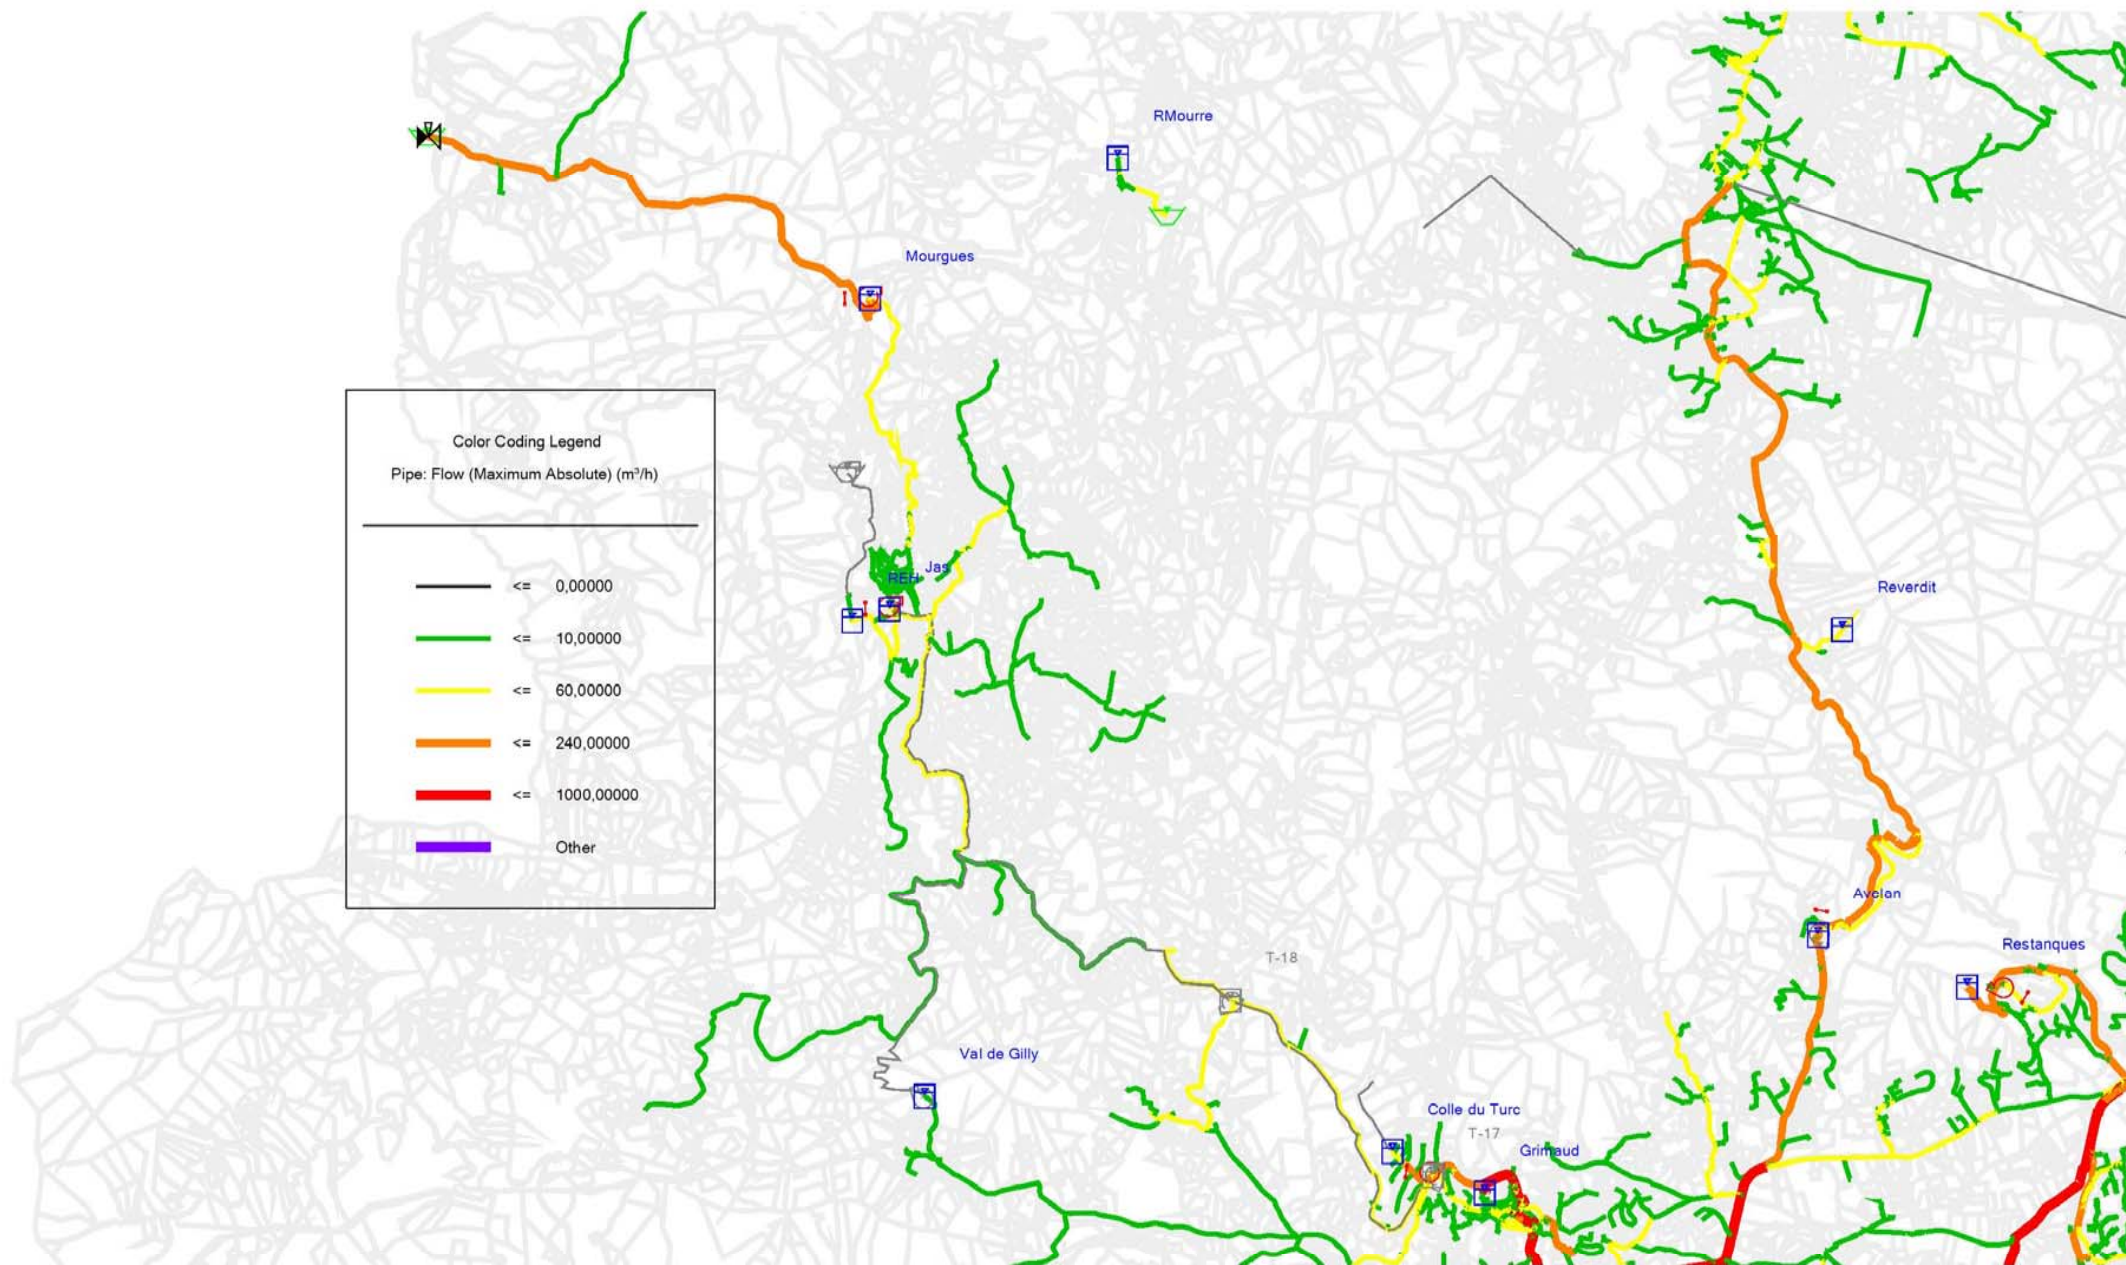 RMourre
Mourgues
Color Coding Legend
Pipe: Flow (Maximum Absolute) (m³/h)
<= 0,00000
<= 10,00000
<= 60,00000
<= 240,00000
<= 1000,00000
Other
Jas
REH
Reverdit
Avelan
Restanques
T-18
Val de Gilly
Colle du Turc
T-17
Grimaud